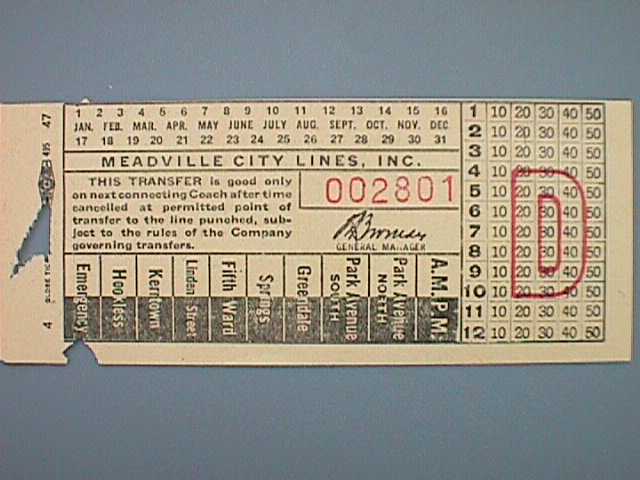 1 2 3 4 5 6 7 8 9 10 11 12 13 14 15 16
JAN. FEB. MAR. APR. MAY JUNE JULY AUG. SEPT. OCT. NOV. DEC.
17 18 19 20 21 22 23 24 25 26 27 28 29 30 31
MEADVILLE CITY LINES, INC.
THIS TRANSFER is good only
on next connecting Coach after time
cancelled at permitted point of
transfer to the line punched, sub-
ject to the rules of the Company
governing transfers.
002801
GENERAL MANAGER
Emergency
Hookless
Kerrtown
Linden Street
Fifth Ward
Springs
Greendale
Park Avenue
SOUTH
Park Avenue
NORTH
A.M. P.M.
1 10 20 30 40 50
2 10 20 30 40 50
3 10 20 30 40 50
4 10 20 30 40 50
5 10 20 30 40 50
6 10 20 30 40 50
7 10 20 30 40 50
8 10 20 30 40 50
9 10 20 30 40 50
10 10 20 30 40 50
11 10 20 30 40 50
12 10 20 30 40 50
D
47
4
GLOBE TIC